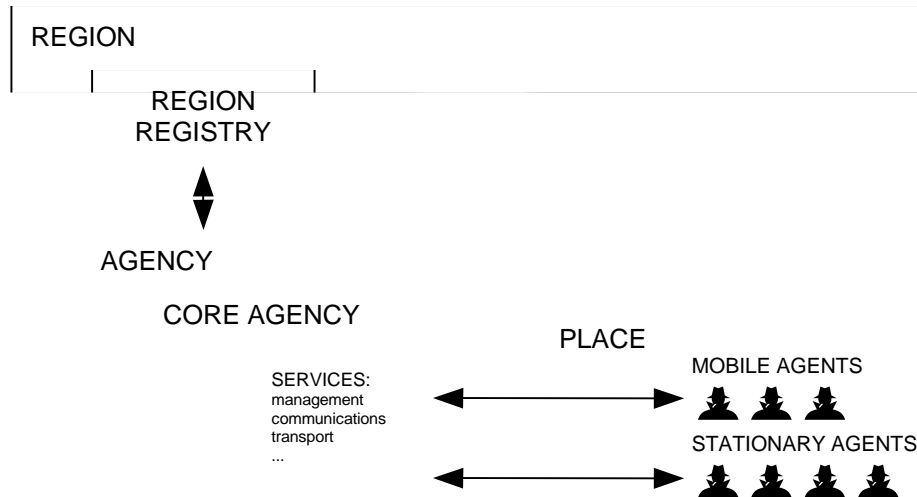 REGION
REGION
REGISTRY
AGENCY
CORE AGENCY
PLACE
MOBILE AGENTS
SERVICES:
management
communications
transport
...
STATIONARY AGENTS